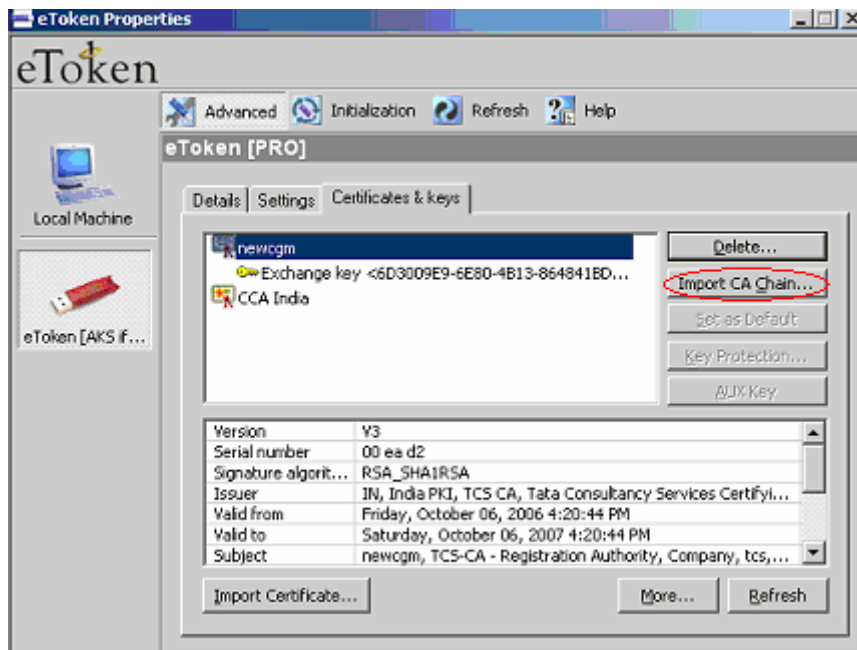 eToken Properties
eToken
Advanced Initialization Refresh Help
eToken [PRO]
Local Machine
eToken [AKS if...
Details Settings Certificates & keys
newcgm
Exchange key <6D3009E9-6E80-4B13-864841BD...
CCA India
Delete...
Import CA Chain...
Set as Default
Key Protection...
AUX Key
Version V3
Serial number 00 ea d2
Signature algorit... RSA_SHA1RSA
Issuer IN, India PKI, TCS CA, Tata Consultancy Services Certifyi...
Valid from Friday, October 06, 2006 4:20:44 PM
Valid to Saturday, October 06, 2007 4:20:44 PM
Subject newcgm, TCS-CA - Registration Authority, Company, tcs,...
Import Certificate... More... Refresh